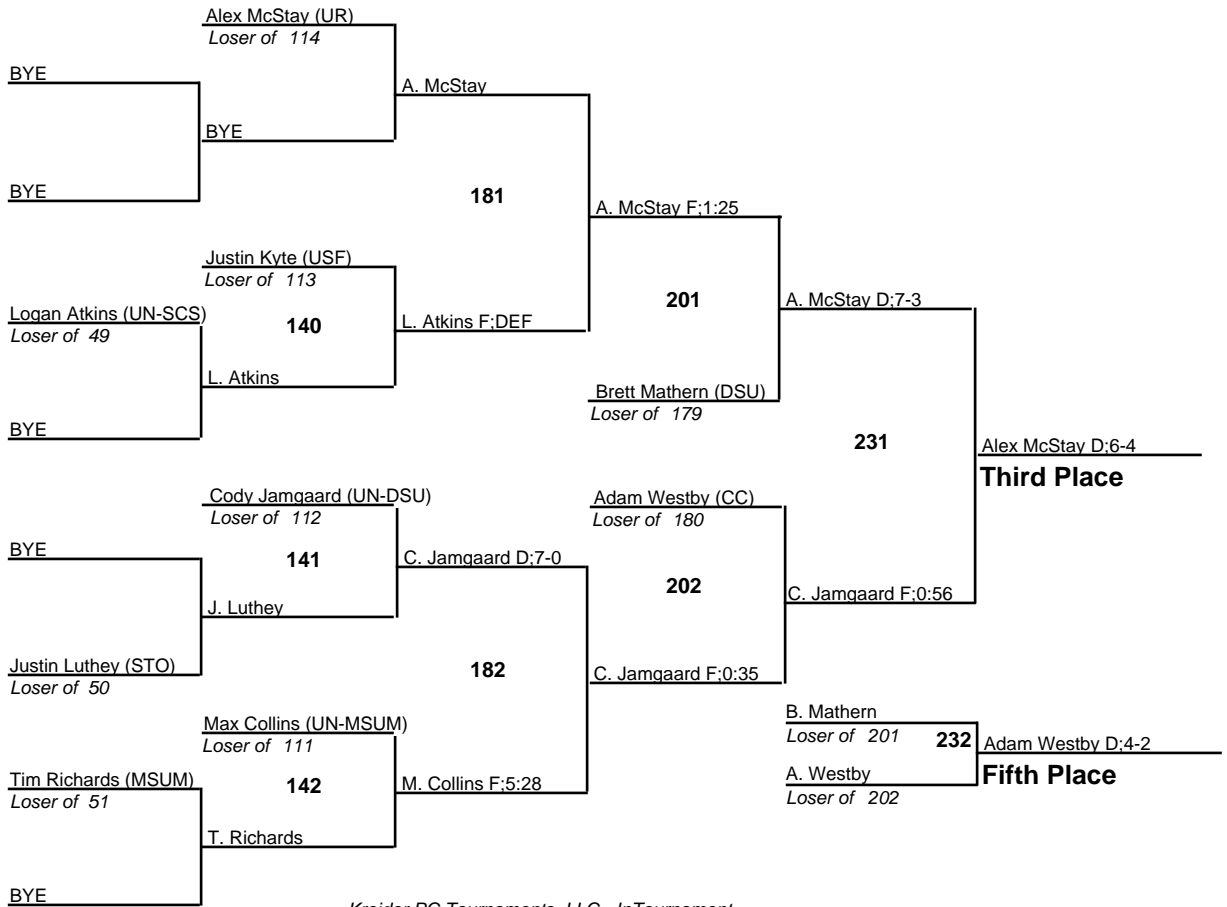 Alex McStay (UR)
Loser of 114
BYE
A. McStay
BYE
BYE
181
A. McStay F;1:25
Justin Kyte (USF)
Loser of 113
201
A. McStay D;7-3
Logan Atkins (UN-SCS)
Loser of 49
140
L. Atkins F;DEF
L. Atkins
Brett Mathern (DSU)
Loser of 179
BYE
231
Alex McStay D;6-4
Third Place
Cody Jamgaard (UN-DSU)
Loser of 112
Adam Westby (CC)
Loser of 180
BYE
141
C. Jamgaard D;7-0
202
C. Jamgaard F;0:56
J. Luthey
Justin Luthey (STO)
Loser of 50
182
C. Jamgaard F;0:35
Max Collins (UN-MSUM)
Loser of 111
B. Mathern
Loser of 201
232
Adam Westby D;4-2
Fifth Place
Tim Richards (MSUM)
Loser of 51
142
M. Collins F;5:28
A. Westby
Loser of 202
T. Richards
BYE